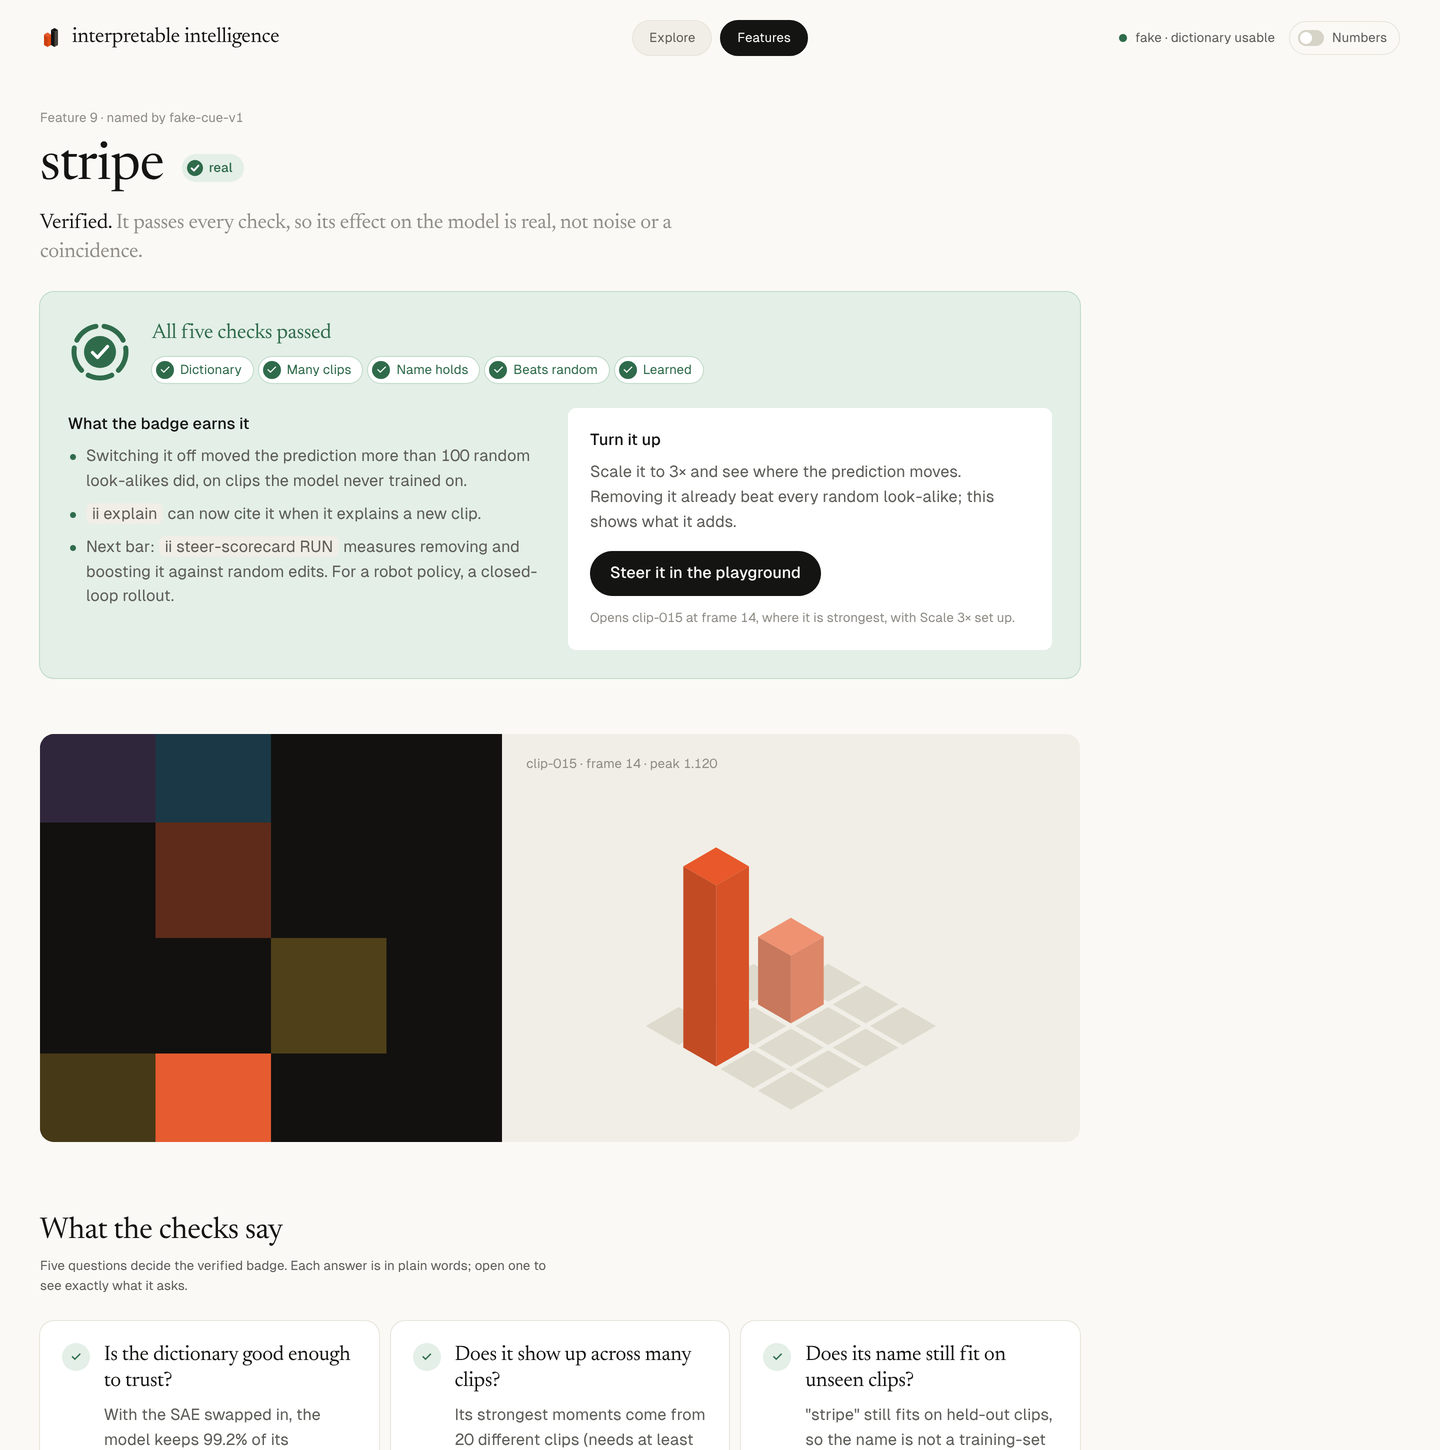 interpretable intelligence
Explore
Features
fake · dictionary usable
Numbers
Feature 9 · named by fake-cue-v1
stripe
real
Verified. It passes every check, so its effect on the model is real, not noise or a
coincidence.
All five checks passed
Dictionary
Many clips
Name holds
Beats random
Learned
What the badge earns it
Switching it off moved the prediction more than 100 random
look-alikes did, on clips the model never trained on.
ii explain can now cite it when it explains a new clip.
Next bar: ii steer-scorecard RUN measures removing and
boosting it against random edits. For a robot policy, a closed-
loop rollout.
Turn it up
Scale it to 3× and see where the prediction moves.
Removing it already beat every random look-alike; this
shows what it adds.
Steer it in the playground
Opens clip-015 at frame 14, where it is strongest, with Scale 3× set up.
clip-015 · frame 14 · peak 1.120
What the checks say
Five questions decide the verified badge. Each answer is in plain words; open one to
see exactly what it asks.
Is the dictionary good enough
to trust?
With the SAE swapped in, the
model keeps 99.2% of its
Does it show up across many
clips?
Its strongest moments come from
20 different clips (needs at least
Does its name still fit on
unseen clips?
"stripe" still fits on held-out clips,
so the name is not a training-set